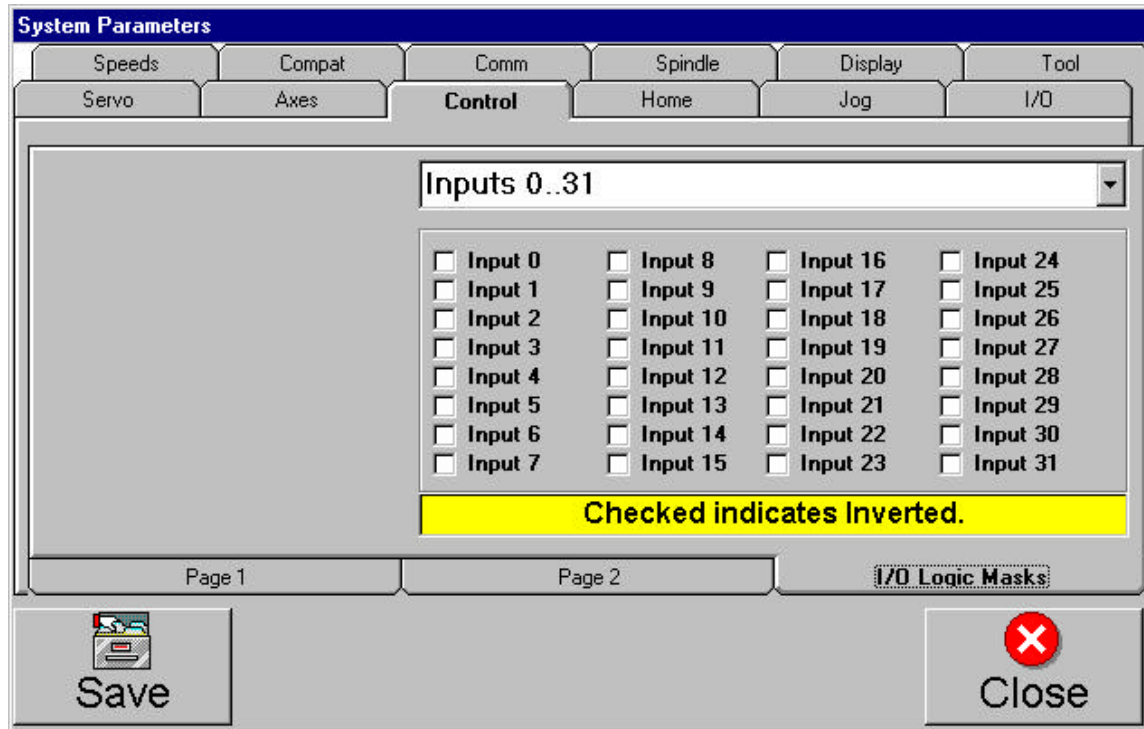 System Parameters
Speeds Compat Comm Spindle Display Tool
Servo Axes Control Home Jog I/O
Inputs 0..31
Input 0 Input 8 Input 16 Input 24
Input 1 Input 9 Input 17 Input 25
Input 2 Input 10 Input 18 Input 26
Input 3 Input 11 Input 19 Input 27
Input 4 Input 12 Input 20 Input 28
Input 5 Input 13 Input 21 Input 29
Input 6 Input 14 Input 22 Input 30
Input 7 Input 15 Input 23 Input 31
Checked indicates Inverted.
Page 1 Page 2 I/O Logic Masks
Save Close